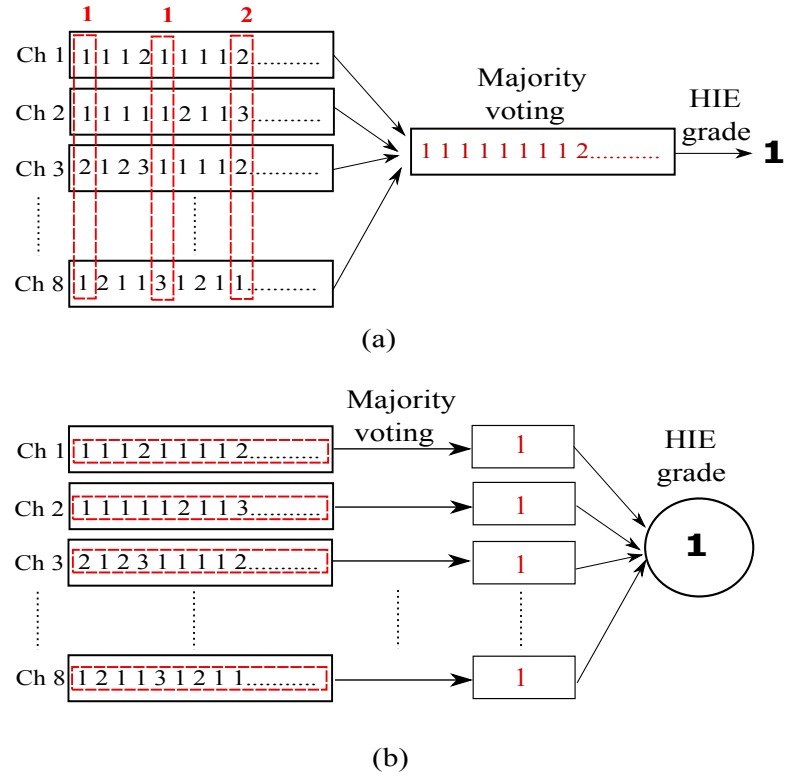 1 1 2
Ch 1 1 1 1 2 1 1 1 1 2..........
Ch 2 1 1 1 1 1 2 1 1 3..........
Ch 3 2 1 2 3 1 1 1 1 2..........
Ch 8 1 2 1 1 3 1 2 1 1..........
Majority
voting
1 1 1 1 1 1 1 1 2..........
HIE
grade
1
(a)
Majority
voting
HIE
grade
Ch 1 1 1 1 2 1 1 1 1 2........... 1
Ch 2 1 1 1 1 1 2 1 1 3........... 1
Ch 3 2 1 2 3 1 1 1 1 2........... 1
1
Ch 8 1 2 1 1 3 1 2 1 1........... 1
(b)